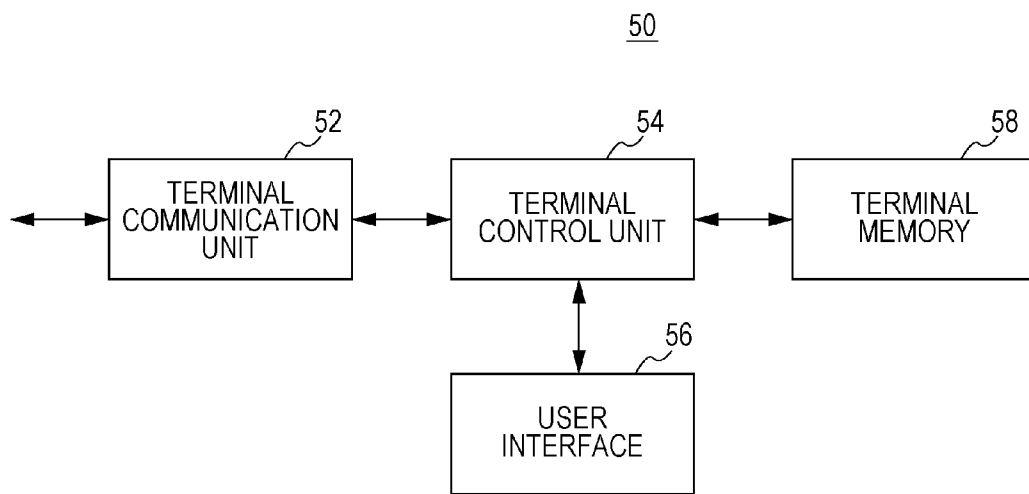 50
52
54
58
TERMINAL
COMMUNICATION
UNIT
TERMINAL
CONTROL UNIT
TERMINAL
MEMORY
56
USER
INTERFACE